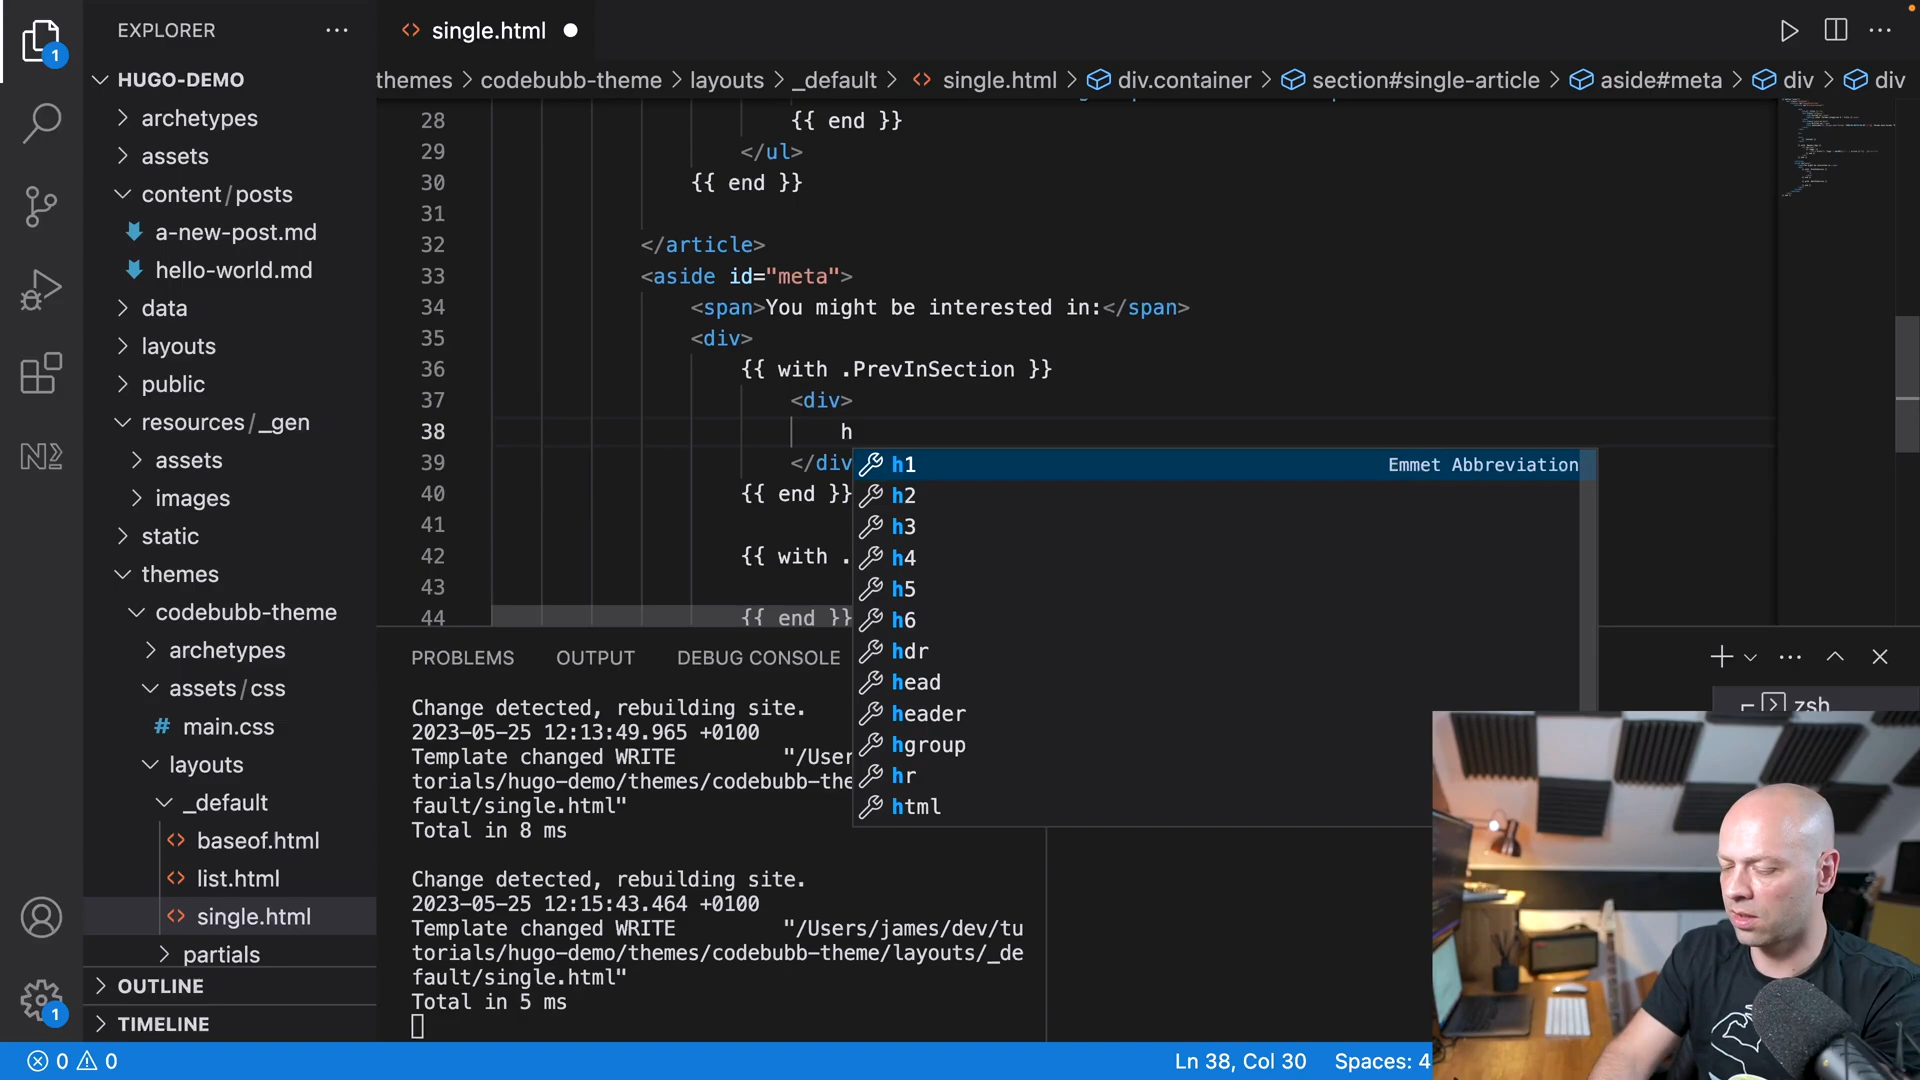 EXPLORER
single.html
HUGO-DEMO
themes > codebubb-theme > layouts > _default > single.html > div.container > section#single-article > aside#meta > div > div
archetypes
assets
content / posts
a-new-post.md
hello-world.md
data
layouts
public
resources / _gen
assets
images
static
themes
codebubb-theme
archetypes
assets / css
main.css
layouts
_default
baseof.html
list.html
single.html
partials
OUTLINE
TIMELINE
1
1
28 {{ end }}
29 </ul>
30 {{ end }}
31
32 </article>
33 <aside id="meta">
34 <span>You might be interested in:</span>
35 <div>
36 {{ with .PrevInSection }}
37 <div>
38 h
39 </div
40 {{ end }}
41
42 {{ with .
43
44 {{ end }}
h1 Emmet Abbreviation
h2
h3
h4
h5
h6
hdr
head
header
hgroup
hr
html
PROBLEMS OUTPUT DEBUG CONSOLE
zsh
Change detected, rebuilding site.
2023-05-25 12:13:49.965 +0100
Template changed WRITE "/User
torials/hugo-demo/themes/codebubb-the
fault/single.html"
Total in 8 ms
Change detected, rebuilding site.
2023-05-25 12:15:43.464 +0100
Template changed WRITE "/Users/james/dev/tu
torials/hugo-demo/themes/codebubb-theme/layouts/_de
fault/single.html"
Total in 5 ms
0 0
Ln 38, Col 30 Spaces: 4